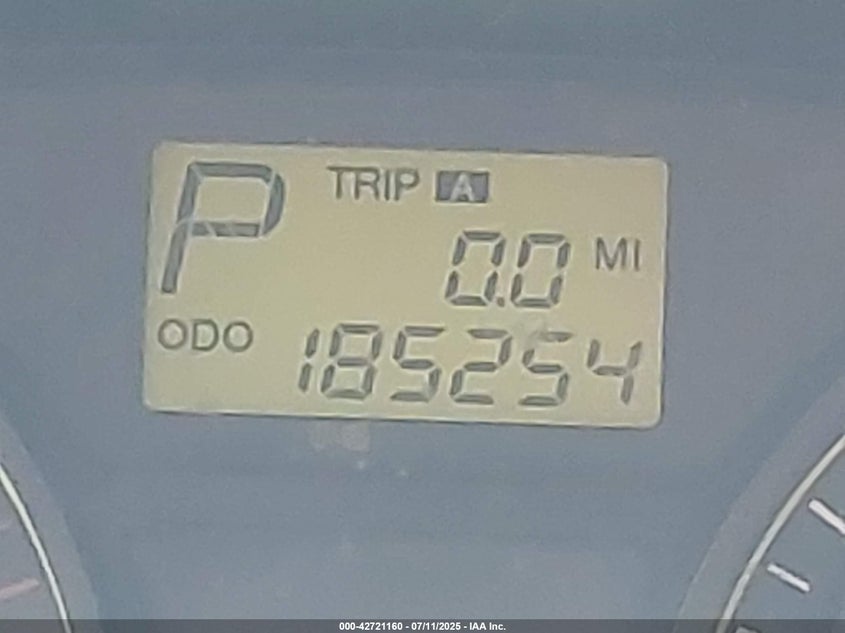 P TRIP A
0.0 MI
ODO 185254
000-42721160 - 07/11/2025 - IAA Inc.